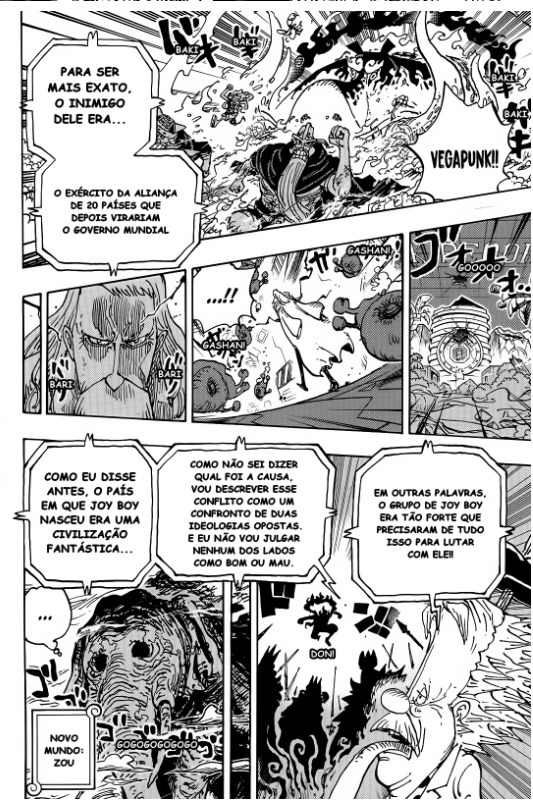 BAKI
BAKI
BAKI
BAKI
PARA SER
MAIS EXATO,
O INIMIGO
DELE ERA...
VEGAPUNK!!
O EXÉRCITO DA ALIANÇA
DE 20 PAÍSES QUE
DEPOIS VIRARIAM
O GOVERNO MUNDIAL
GOOOOO
GASHAN!
...!!
GASHAN!
BARI
BARI
EM OUTRAS PALAVRAS,
O GRUPO DE JOY BOY
ERA TÃO FORTE QUE
PRECISARAM DE TUDO
ISSO PARA LUTAR
COM ELE!!
COMO NÃO SEI DIZER
QUAL FOI A CAUSA,
VOU DESCREVER ESSE
CONFLITO COMO UM
CONFRONTO DE DUAS
IDEOLOGIAS OPOSTAS.
E EU NÃO VOU JULGAR
NENHUM DOS LADOS
COMO BOM OU MAU.
COMO EU DISSE
ANTES, O PAÍS
EM QUE JOY BOY
NASCEU ERA UMA
CIVILIZAÇÃO
FANTÁSTICA...
DON!
...
GOGOGOGOGOGO
NOVO
MUNDO:
ZOU